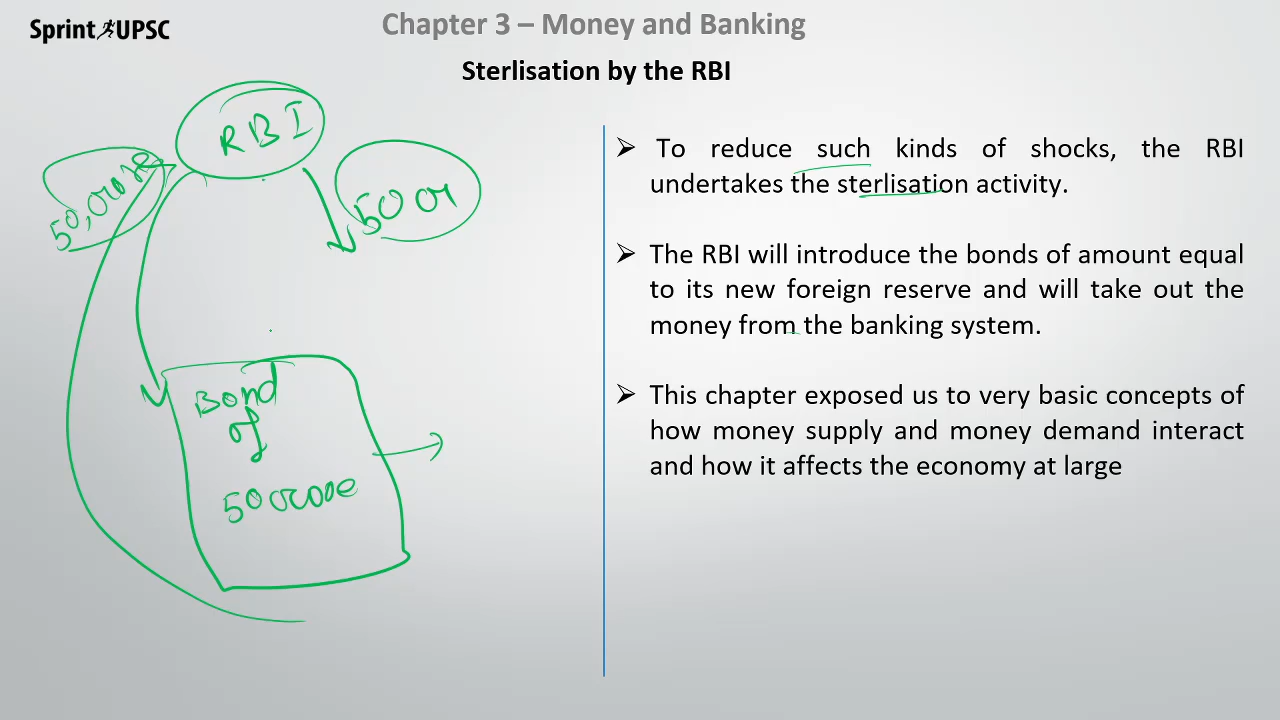 Sprint UPSC
Chapter 3 – Money and Banking
Sterlisation by the RBI
RBI
50,crore
50 cr
Bond
of
50 crore
➢ To reduce such kinds of shocks, the RBI
undertakes the sterlisation activity.
➢ The RBI will introduce the bonds of amount equal
to its new foreign reserve and will take out the
money from the banking system.
➢ This chapter exposed us to very basic concepts of
how money supply and money demand interact
and how it affects the economy at large